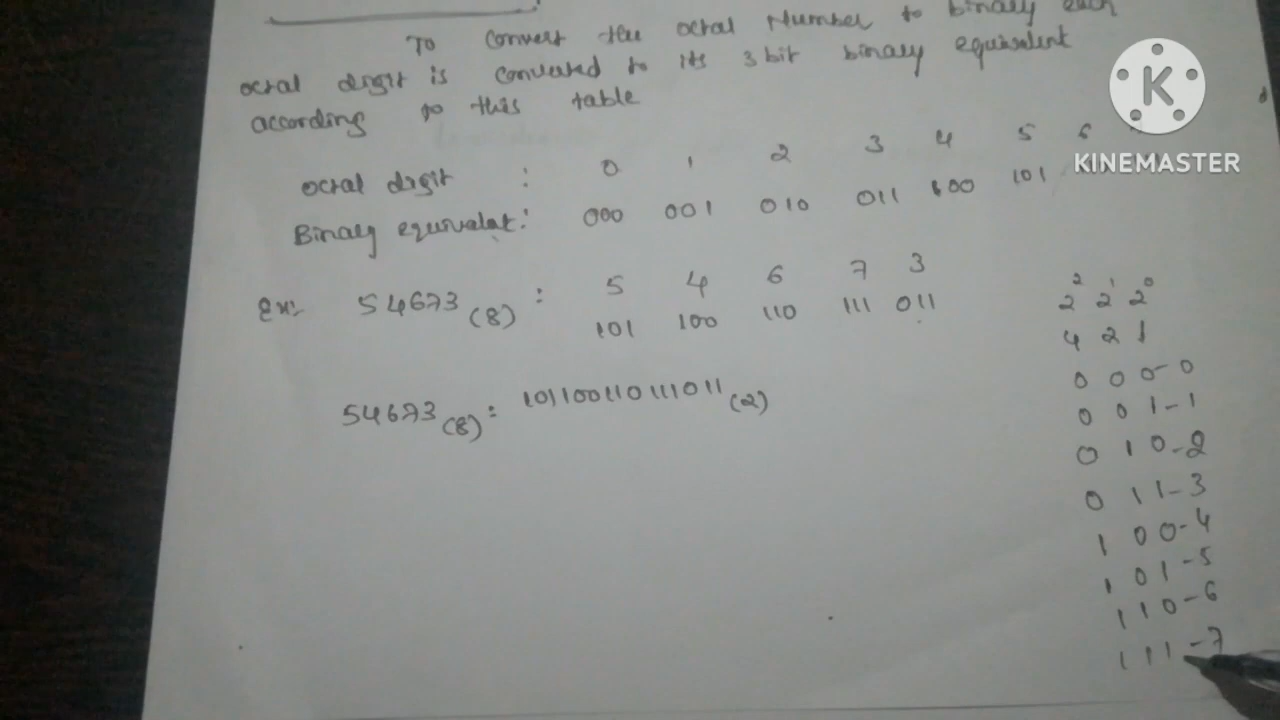 To convert the octal Number to binary each
octal digit is converted to its 3 bit binary equivalent
according to this table
octal digit : 0 1 2 3 4 5 6
Binary equivalent: 000 001 010 011 100 101
Ex:- 54673 (8) : 5 4 6 7 3
101 100 110 111 011
54673 (8) : 101100110111011 (2)
2² 2¹ 2⁰
4 2 1
0 0 0 - 0
0 0 1 - 1
0 1 0 - 2
0 1 1 - 3
1 0 0 - 4
1 0 1 - 5
1 1 0 - 6
1 1 1 - 7
K
KINEMASTER